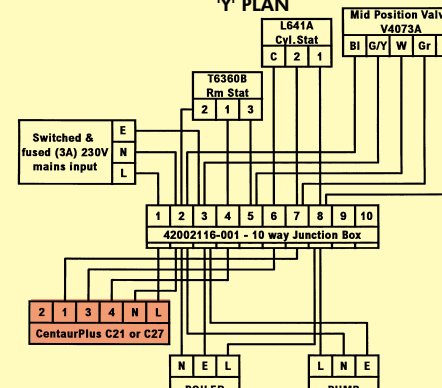 'Y' PLAN
L641A
Cyl.Stat
C 2 1
Mid Position Valv
V4073A
Bl G/Y W Gr
T6360B
Rm Stat
2 1 3
Switched &
fused (3A) 230V
mains input
E
N
L
1 2 3 4 5 6 7 8 9 10
42002116-001 - 10 way Junction Box
2 1 3 4 N L
CentaurPlus C21 or C27
N E L
BOILER
L N E
PUMP